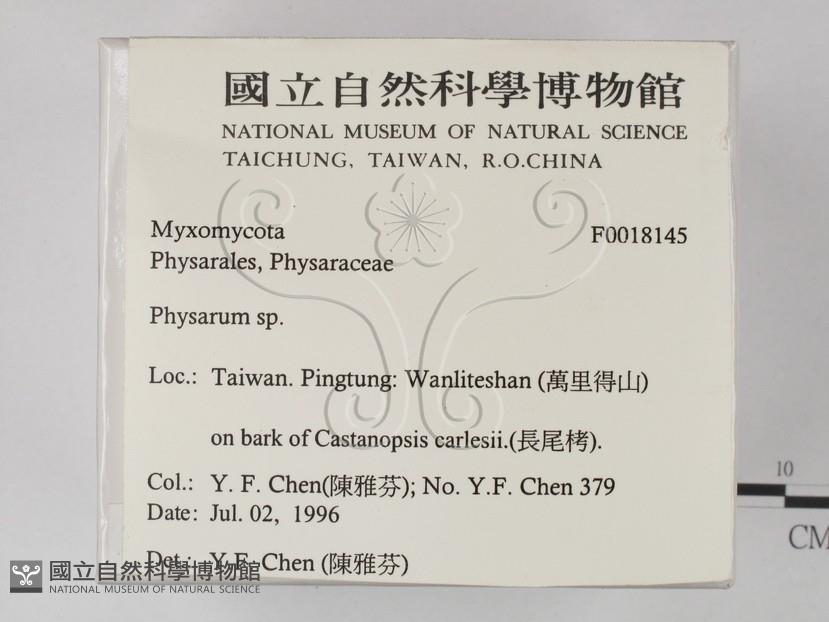 國立自然科學博物館
NATIONAL MUSEUM OF NATURAL SCIENCE
TAICHUNG, TAIWAN, R.O.CHINA
Myxomycota F0018145
Physarales, Physaraceae
Physarum sp.
Loc.: Taiwan. Pingtung: Wanliteshan (萬里得山)
on bark of Castanopsis carlesii.(長尾栲).
Col.: Y. F. Chen(陳雅芬); No. Y.F. Chen 379
Date: Jul. 02, 1996
Det.: Y.F. Chen (陳雅芬)
國立自然科學博物館
NATIONAL MUSEUM OF NATURAL SCIENCE
10
CM